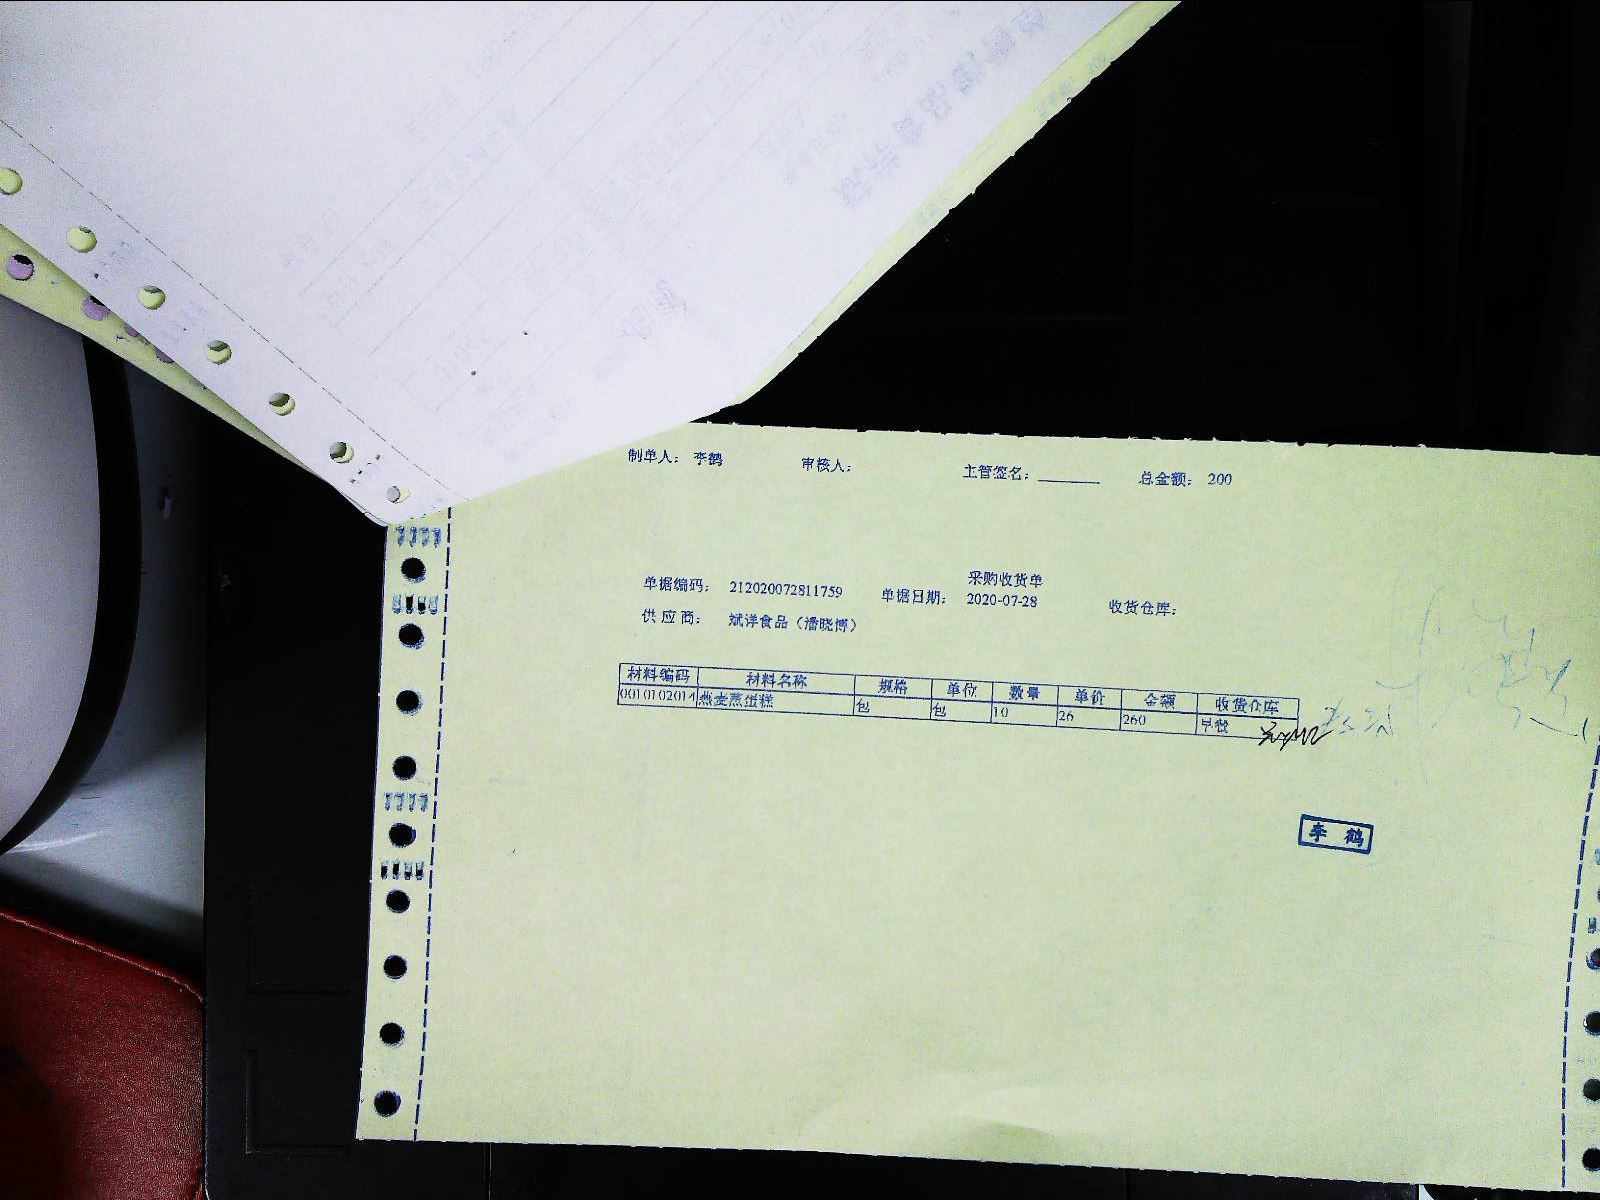 制单人: 李鹤 审核人: 主管签名: 总金额: 200
采购收货单
单据编码: 212020072811759 单据日期: 2020-07-28 收货仓库:
供应商: 斌洋食品（潘晓博）
材料编码 材料名称 规格 单位 数量 单价 金额 收货仓库
0010102014 燕麦蒸蛋糕 包 包 10 26 260 早餐
李鹤